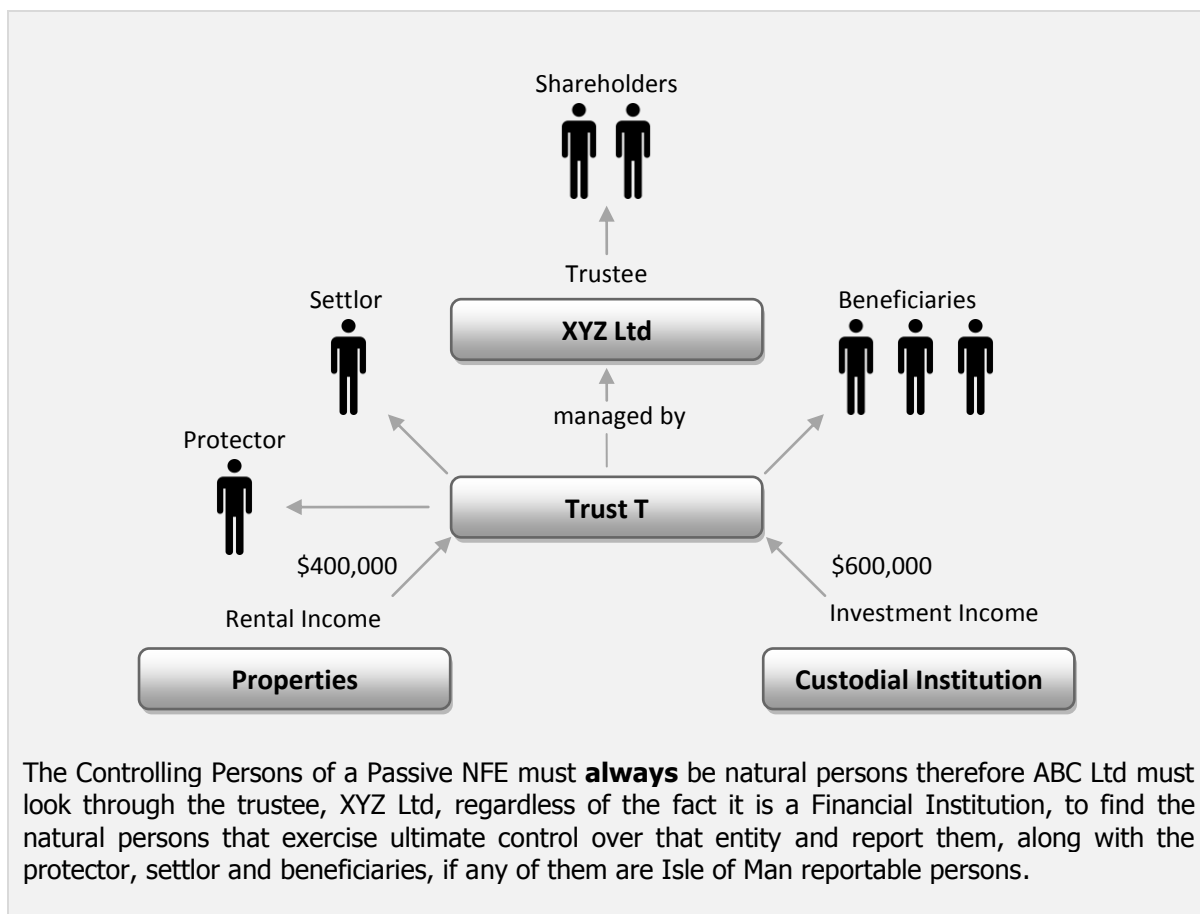 Shareholders
Trustee
XYZ Ltd
Settlor
Beneficiaries
managed by
Protector
Trust T
$400,000
$600,000
Rental Income
Investment Income
Properties
Custodial Institution
The Controlling Persons of a Passive NFE must always be natural persons therefore ABC Ltd must
look through the trustee, XYZ Ltd, regardless of the fact it is a Financial Institution, to find the
natural persons that exercise ultimate control over that entity and report them, along with the
protector, settlor and beneficiaries, if any of them are Isle of Man reportable persons.